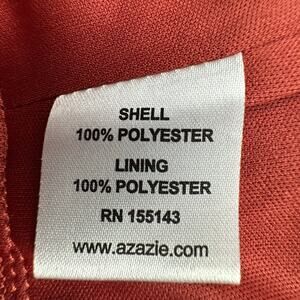 SHELL
100% POLYESTER
LINING
100% POLYESTER
RN 155143
www.azazie.com